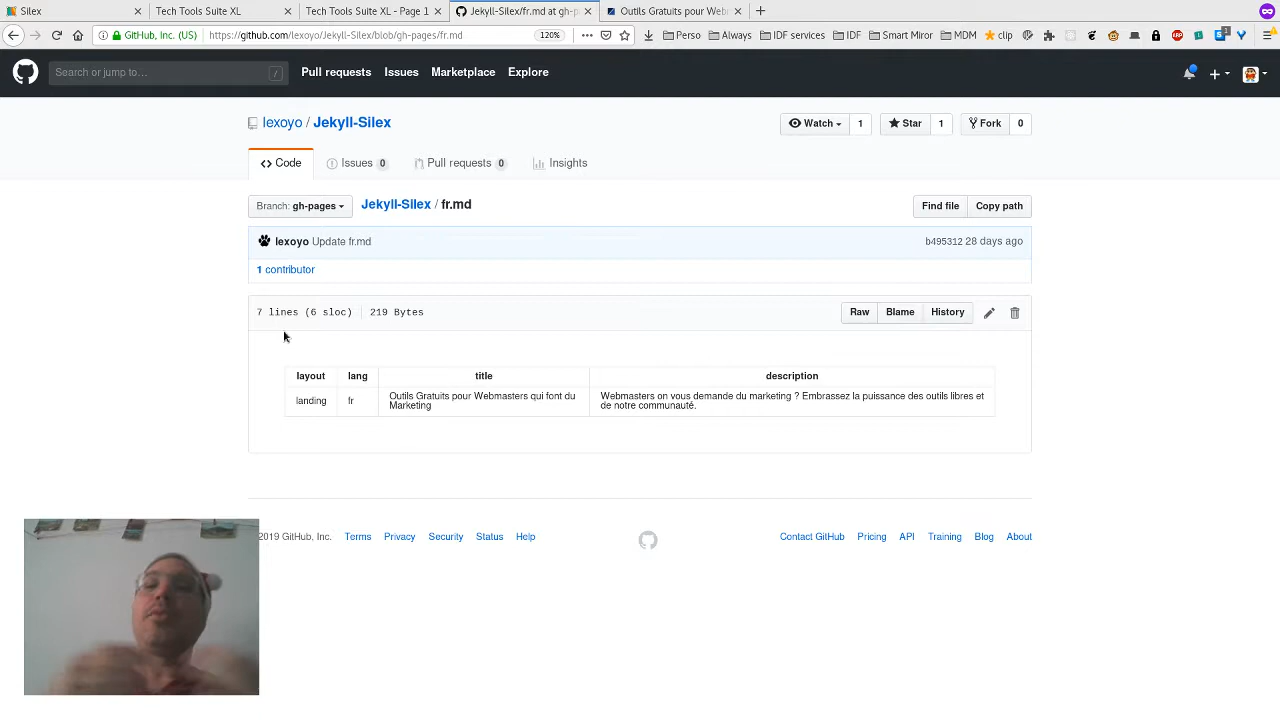 Silex
Tech Tools Suite XL
Tech Tools Suite XL - Page 1
Jekyll-Silex/fr.md at gh-p
Outils Gratuits pour Web
GitHub, Inc. (US)
https://github.com/lexoyo/Jekyll-Silex/blob/gh-pages/fr.md
120%
Perso
Always
IDF services
IDF
Smart Miror
MDM
clip
Search or jump to…
/
Pull requests
Issues
Marketplace
Explore
lexoyo / Jekyll-Silex
Watch
1
Star
1
Fork
0
Code
Issues 0
Pull requests 0
Insights
Branch: gh-pages
Jekyll-Silex / fr.md
Find file
Copy path
lexoyo Update fr.md
b495312 28 days ago
1 contributor
7 lines (6 sloc)
219 Bytes
Raw
Blame
History
layout
lang
title
description
landing
fr
Outils Gratuits pour Webmasters qui font du
Marketing
Webmasters on vous demande du marketing ? Embrassez la puissance des outils libres et
de notre communauté.
2019 GitHub, Inc.
Terms
Privacy
Security
Status
Help
Contact GitHub
Pricing
API
Training
Blog
About